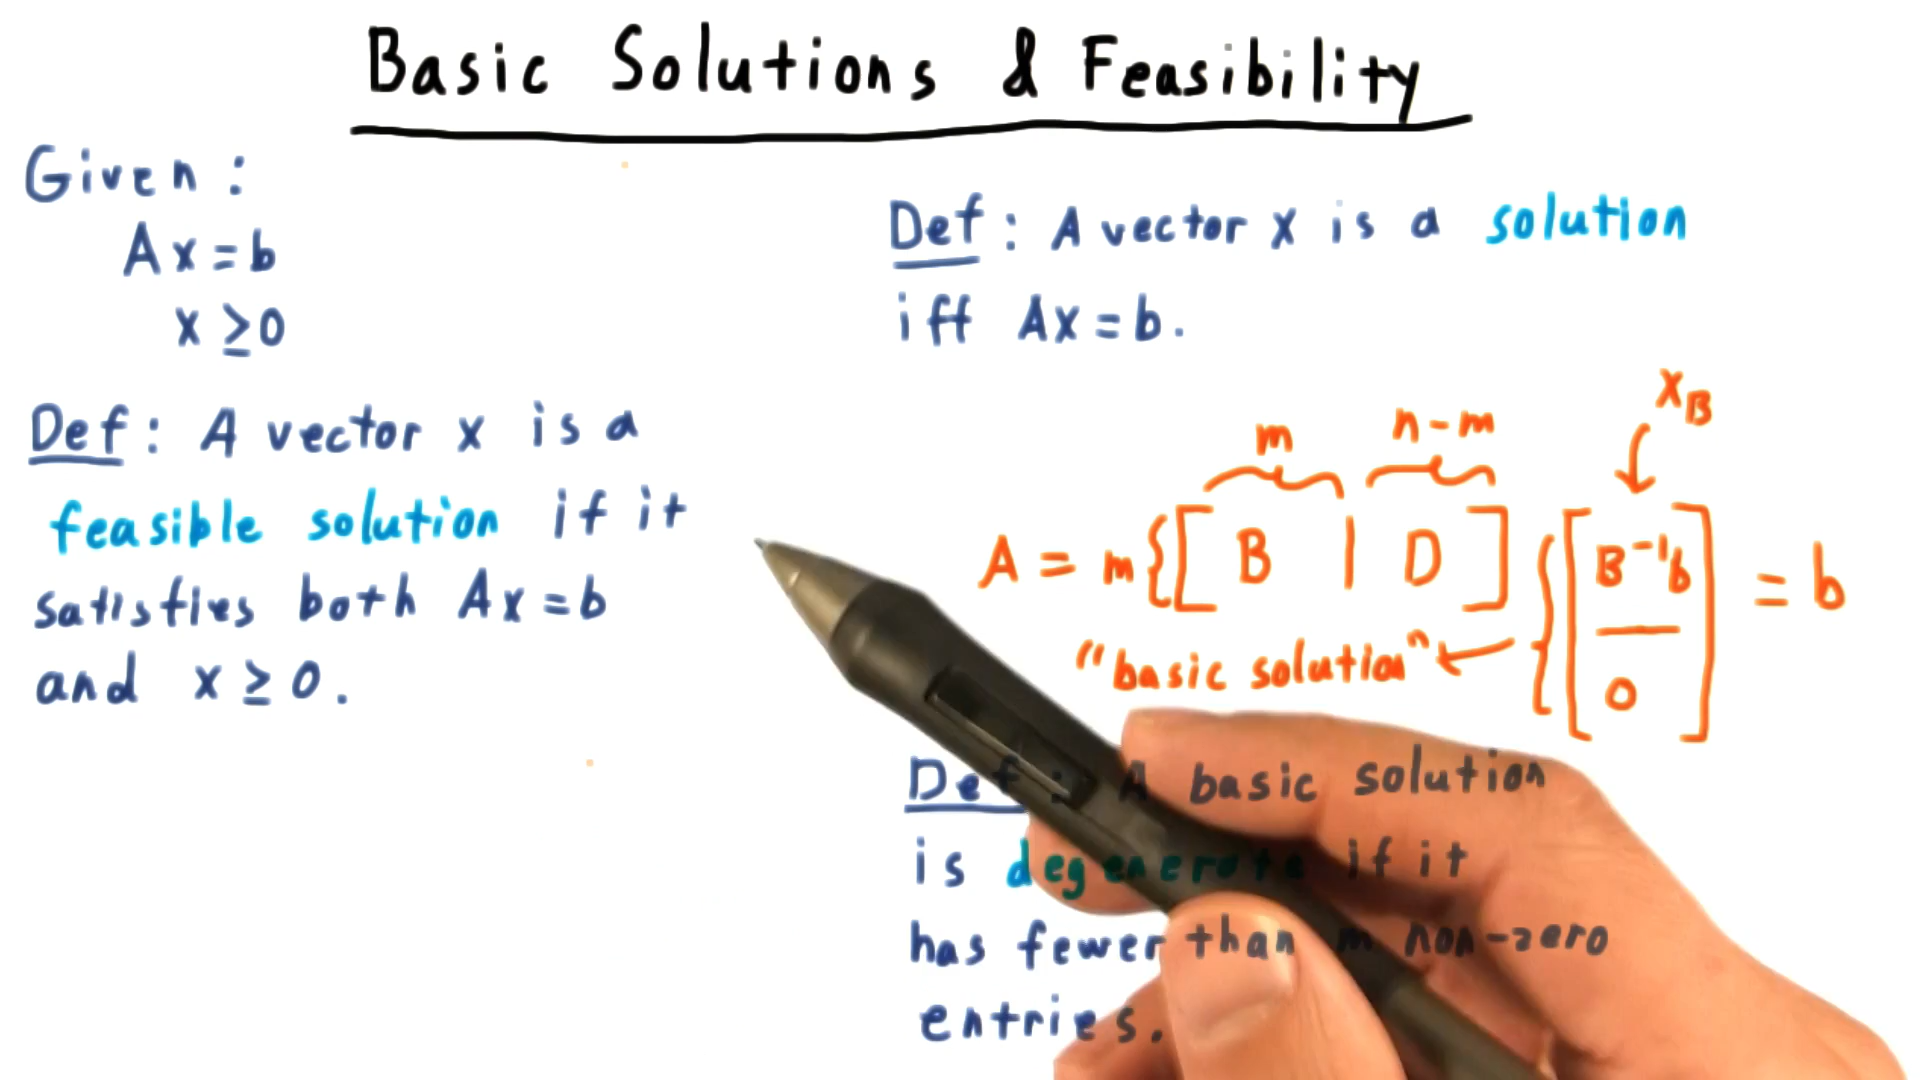 Basic Solutions & Feasibility
Given:
Ax=b
x≥0
Def: A vector x is a
feasible solution if it
satisfies both Ax=b
and x≥0.
Def: A vector x is a solution
iff Ax=b.
x_B
m n-m
A = m{[B | D] {[B⁻¹b
0] = b
"basic solution"
Def: A basic solution
is degenerate if it
has fewer than m non-zero
entries.